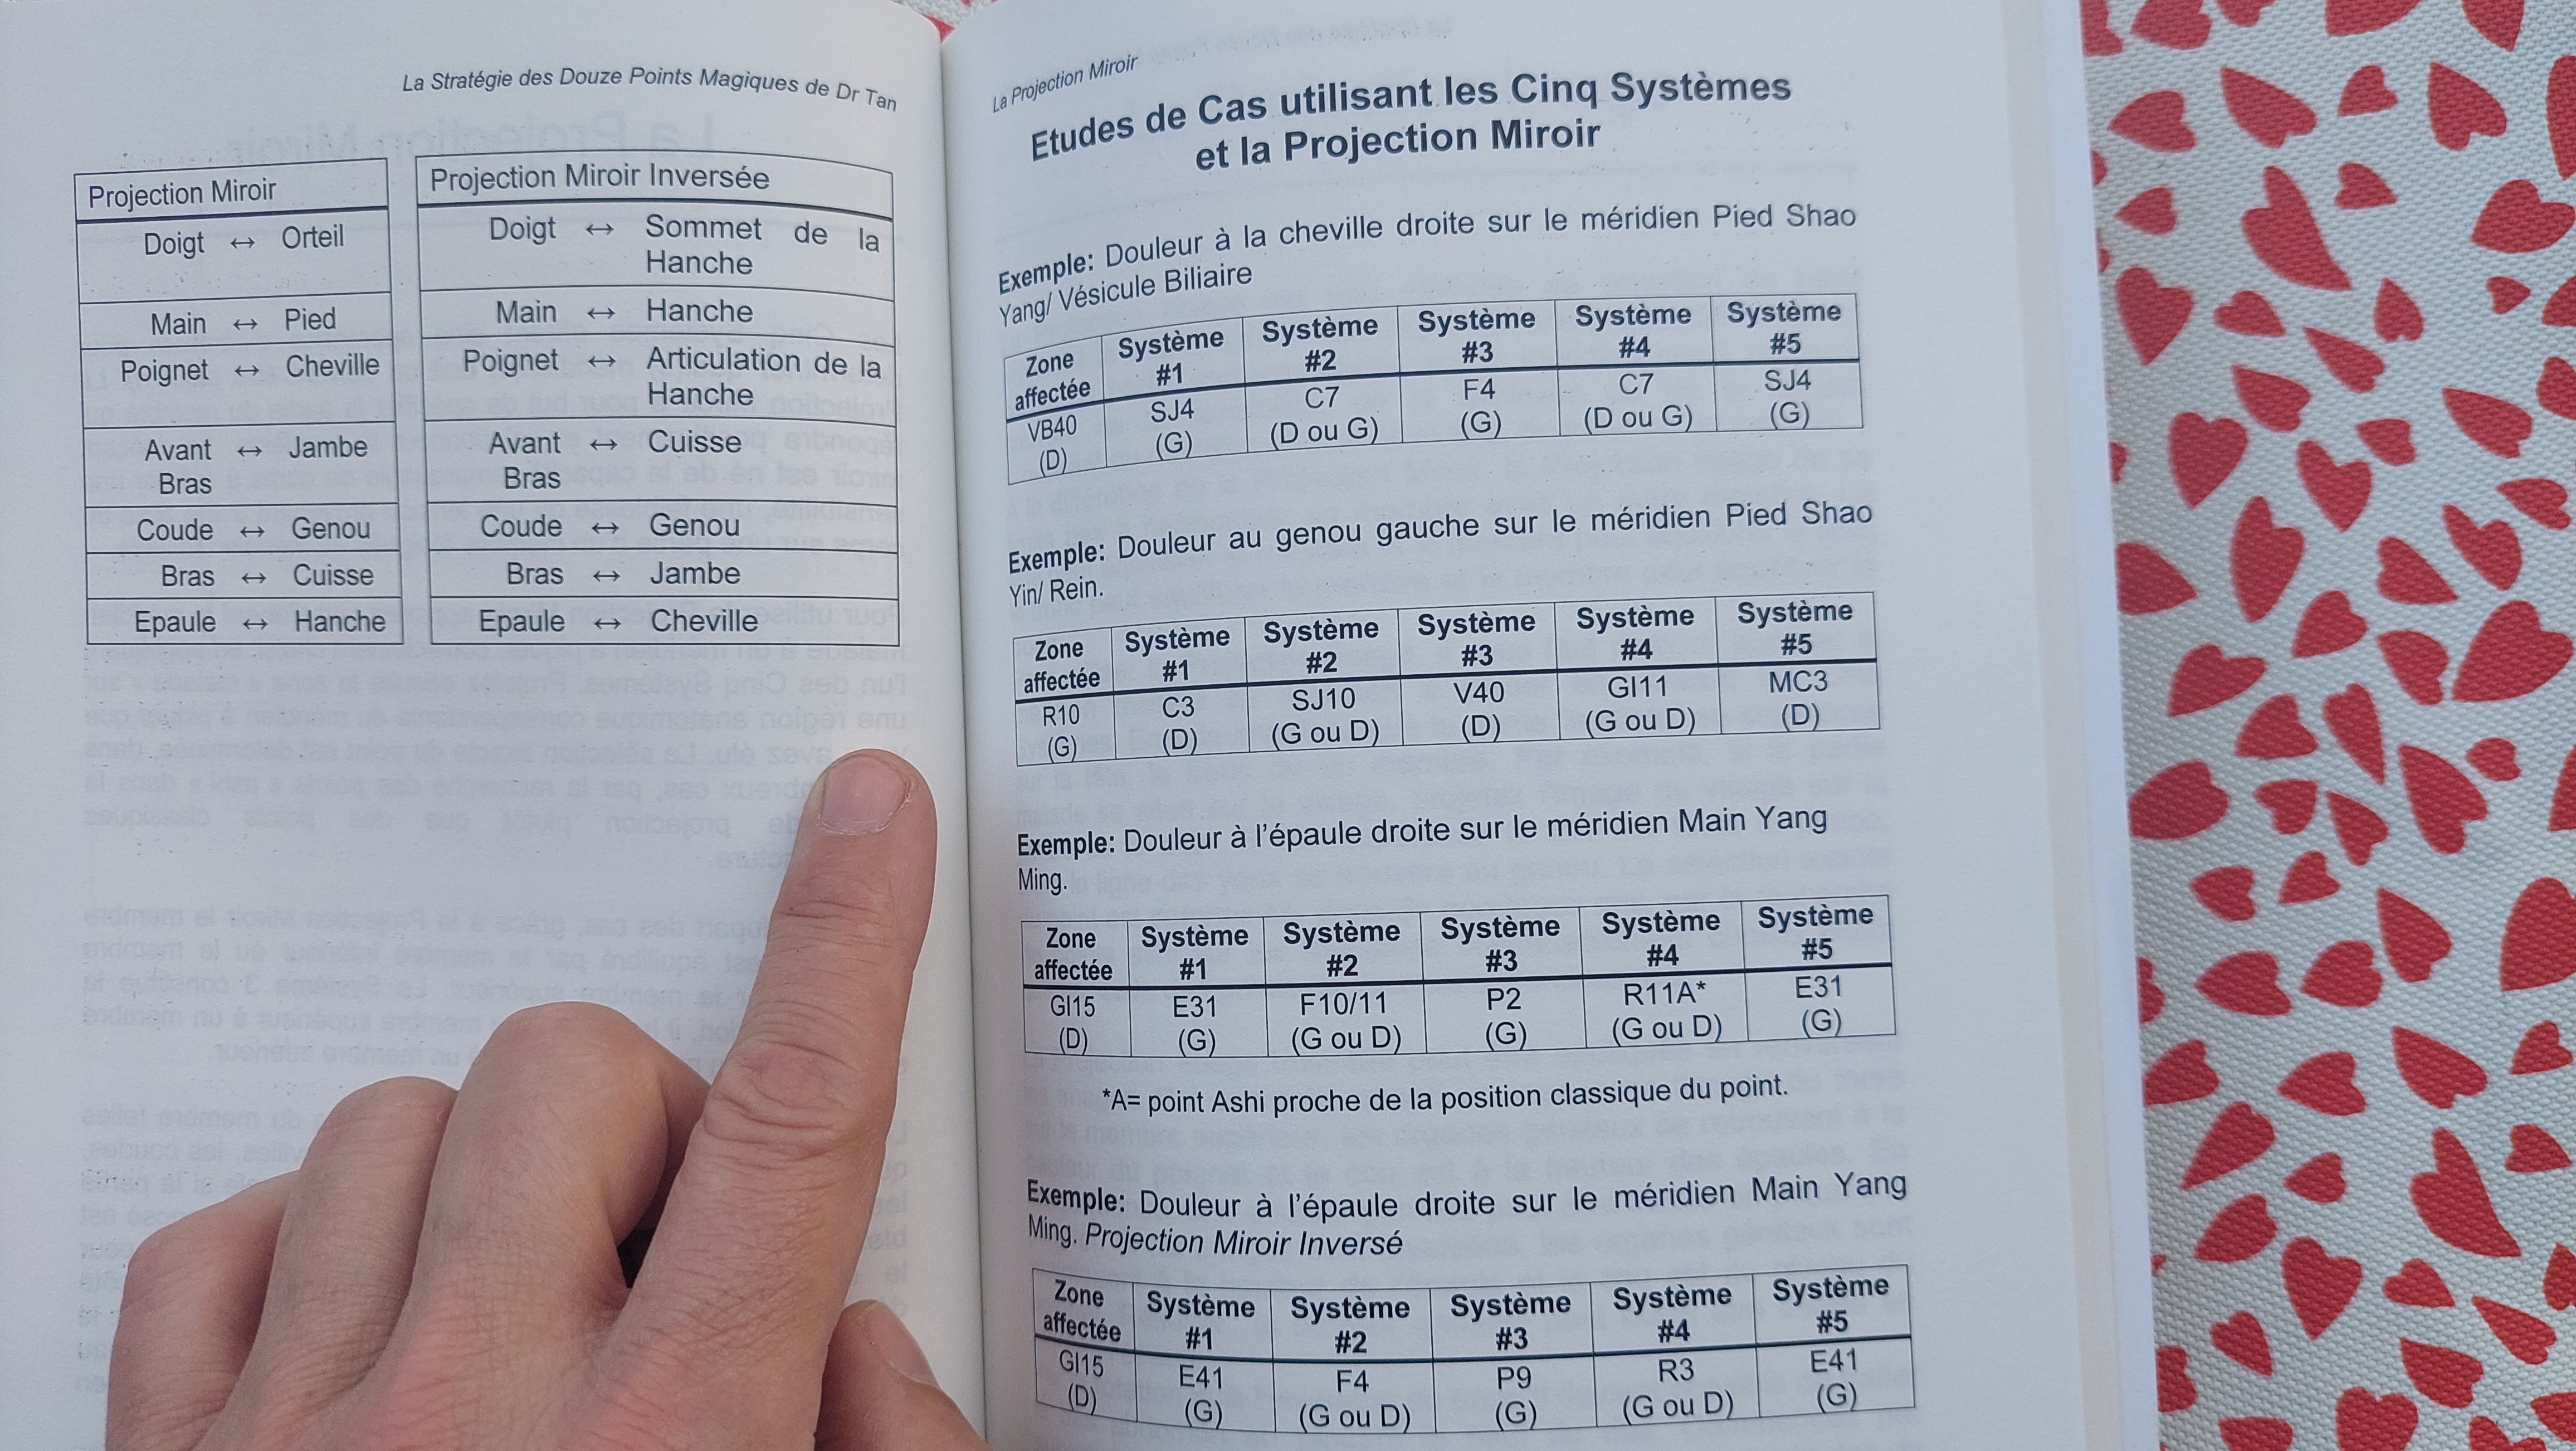 La Stratégie des Douze Points Magiques de Dr Tan
Projection Miroir
Doigt ↔ Orteil
Main ↔ Pied
Poignet ↔ Cheville
Avant ↔ Jambe
Bras
Coude ↔ Genou
Bras ↔ Cuisse
Epaule ↔ Hanche
Projection Miroir Inversée
Doigt ↔ Sommet de la
Hanche
Main ↔ Hanche
Poignet ↔ Articulation de la
Hanche
Avant ↔ Cuisse
Bras
Coude ↔ Genou
Bras ↔ Jambe
Epaule ↔ Cheville
La Projection Miroir
Etudes de Cas utilisant les Cinq Systèmes
et la Projection Miroir
Exemple: Douleur à la cheville droite sur le méridien Pied Shao
Yang/ Vésicule Biliaire
Zone Système Système Système Système Système
affectée #1 #2 #3 #4 #5
VB40 SJ4 C7 F4 C7 SJ4
(D) (G) (D ou G) (G) (D ou G) (G)
Exemple: Douleur au genou gauche sur le méridien Pied Shao
Yin/ Rein.
Zone Système Système Système Système Système
affectée #1 #2 #3 #4 #5
R10 C3 SJ10 V40 GI11 MC3
(G) (D) (G ou D) (D) (G ou D) (D)
Exemple: Douleur à l'épaule droite sur le méridien Main Yang
Ming.
Zone Système Système Système Système Système
affectée #1 #2 #3 #4 #5
GI15 E31 F10/11 P2 R11A* E31
(D) (G) (G ou D) (G) (G ou D) (G)
*A= point Ashi proche de la position classique du point.
Exemple: Douleur à l'épaule droite sur le méridien Main Yang
Ming. Projection Miroir Inversé
Zone Système Système Système Système Système
affectée #1 #2 #3 #4 #5
GI15 E41 F4 P9 R3 E41
(D) (G) (G ou D) (G) (G ou D) (G)